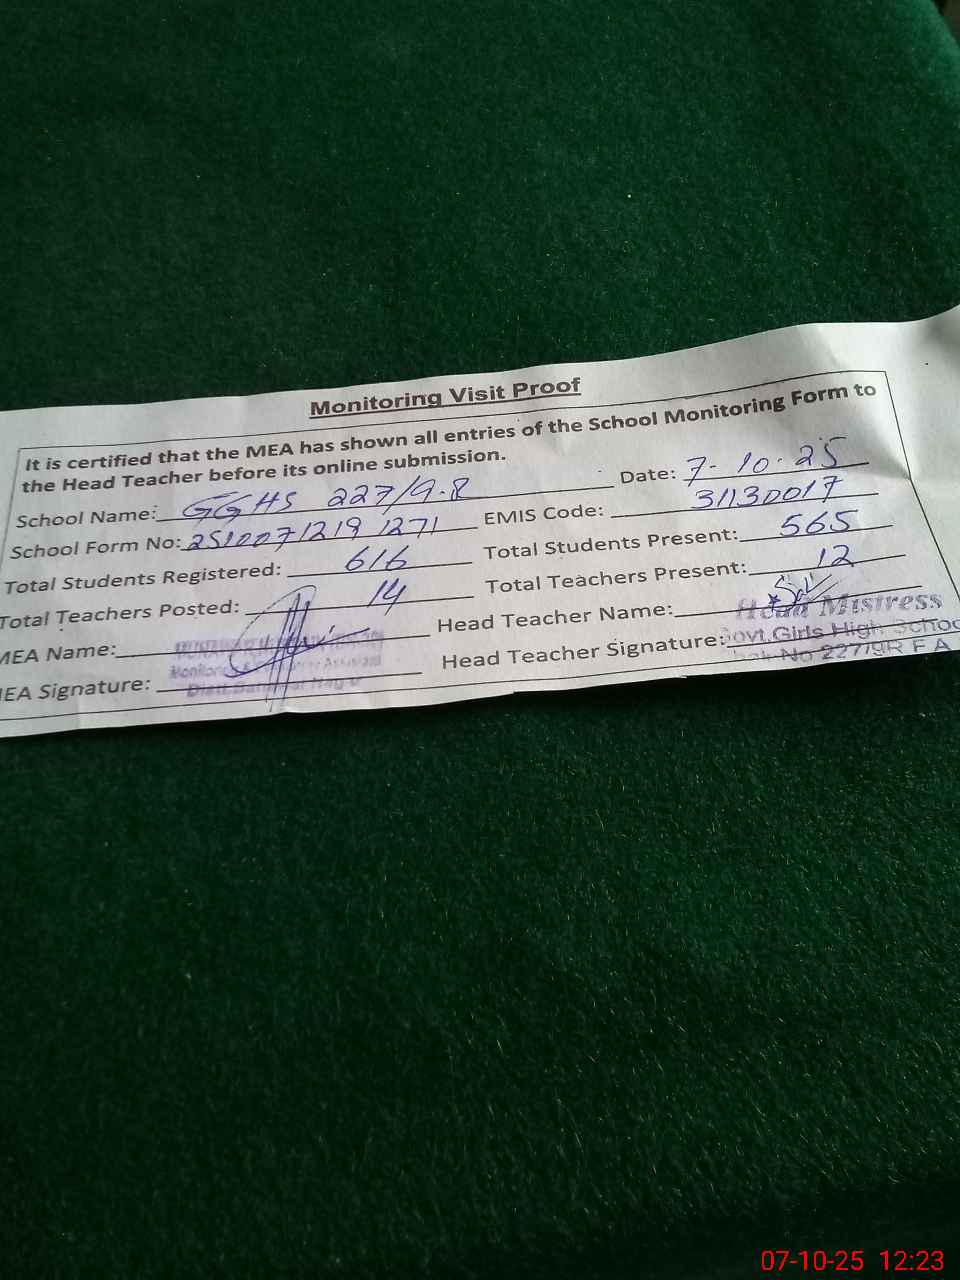 Monitoring Visit Proof
It is certified that the MEA has shown all entries of the School Monitoring Form to
the Head Teacher before its online submission.
School Name: GGHS 227/9-R Date: 7-10-25
School Form No: 2510071219 1271 EMIS Code: 31130017
Total Students Registered: 616 Total Students Present: 565
Total Teachers Posted: 14 Total Teachers Present: 12
MEA Name: Head Teacher Name: Head Mistress
MEA Signature: Head Teacher Signature: Govt. Girls High School
No 227/9R F A
07-10-25 12:23